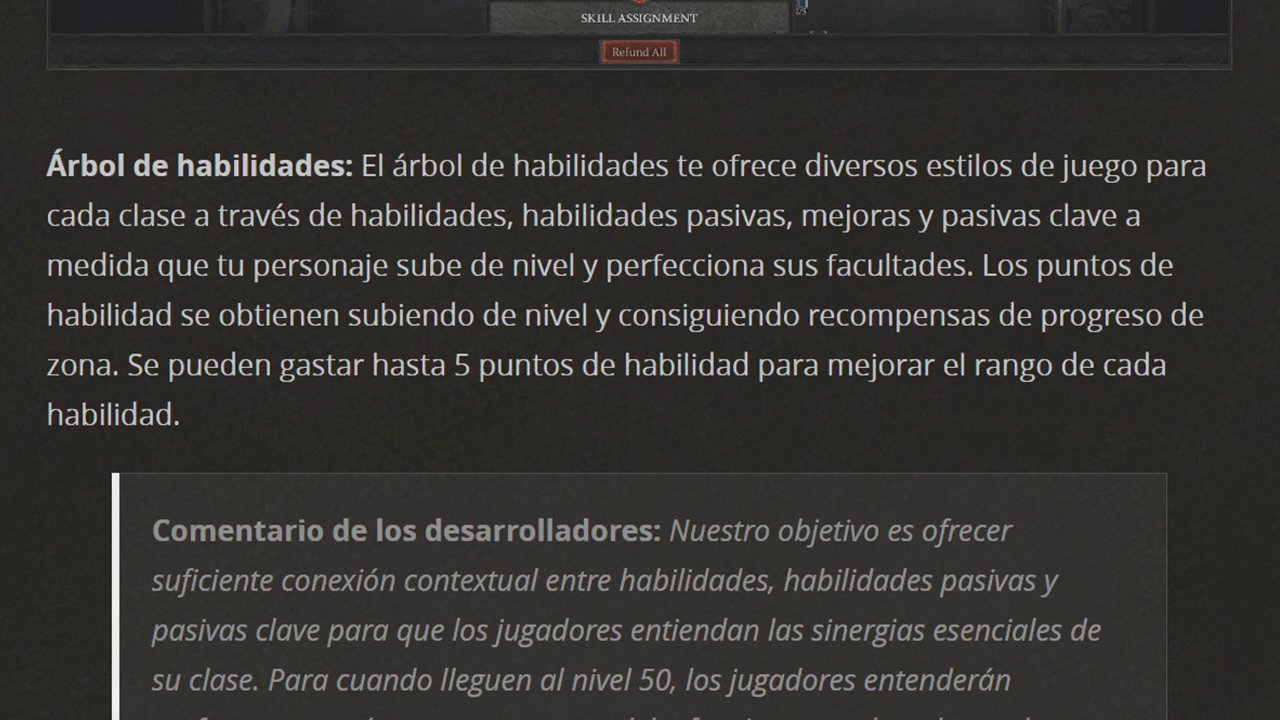 SKILL ASSIGNMENT
Refund All
Árbol de habilidades: El árbol de habilidades te ofrece diversos estilos de juego para
cada clase a través de habilidades, habilidades pasivas, mejoras y pasivas clave a
medida que tu personaje sube de nivel y perfecciona sus facultades. Los puntos de
habilidad se obtienen subiendo de nivel y consiguiendo recompensas de progreso de
zona. Se pueden gastar hasta 5 puntos de habilidad para mejorar el rango de cada
habilidad.
Comentario de los desarrolladores: Nuestro objetivo es ofrecer
suficiente conexión contextual entre habilidades, habilidades pasivas y
pasivas clave para que los jugadores entiendan las sinergias esenciales de
su clase. Para cuando lleguen al nivel 50, los jugadores entenderán